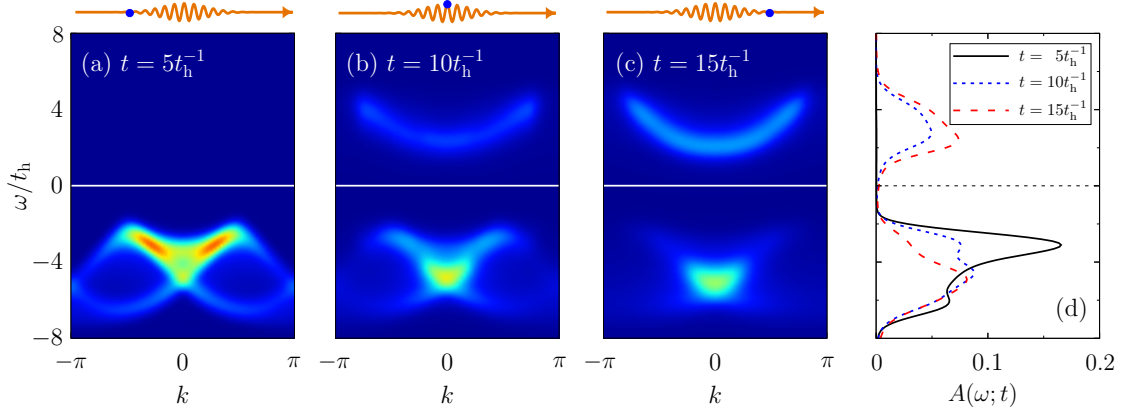 (a) t = 5t_h^{-1}
(b) t = 10t_h^{-1}
(c) t = 15t_h^{-1}
t = 5t_h^{-1}
t = 10t_h^{-1}
t = 15t_h^{-1}
(d)
ω/t_h
8
4
0
−4
−8
−π 0 π
−π 0 π
−π 0 π
0 0.1 0.2
k
k
k
A(ω; t)